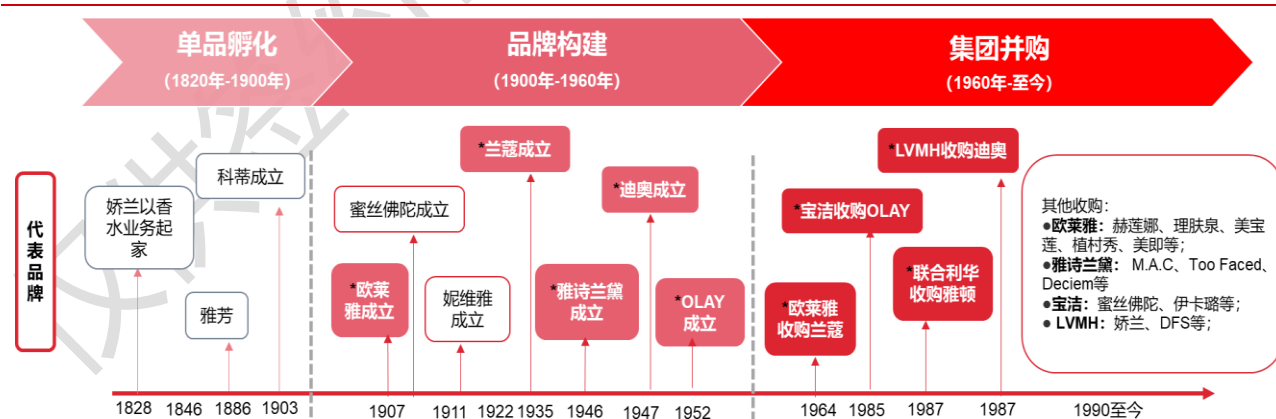 单品孵化
（1820年-1900年）
品牌构建
（1900年-1960年）
集团并购
（1960年-至今）
代表品牌
娇兰以香
水业务起
家
雅芳
科蒂成立
*欧莱
雅成立
蜜丝佛陀成立
妮维雅
成立
*兰蔻成立
*雅诗兰黛
成立
*迪奥成立
*OLAY
成立
*欧莱雅
收购兰蔻
*宝洁收购OLAY
*联合利华
收购雅顿
*LVMH收购迪奥
其他收购：
●欧莱雅：赫莲娜、理肤泉、美宝
莲、植村秀、美即等；
●雅诗兰黛： M.A.C、Too Faced、
Deciem等
●宝洁：蜜丝佛陀、伊卡璐等；
● LVMH：娇兰、DFS等；
1828 1846 1886 1903 1907 1911 1922 1935 1946 1947 1952 1964 1985 1987 1987 1990至今